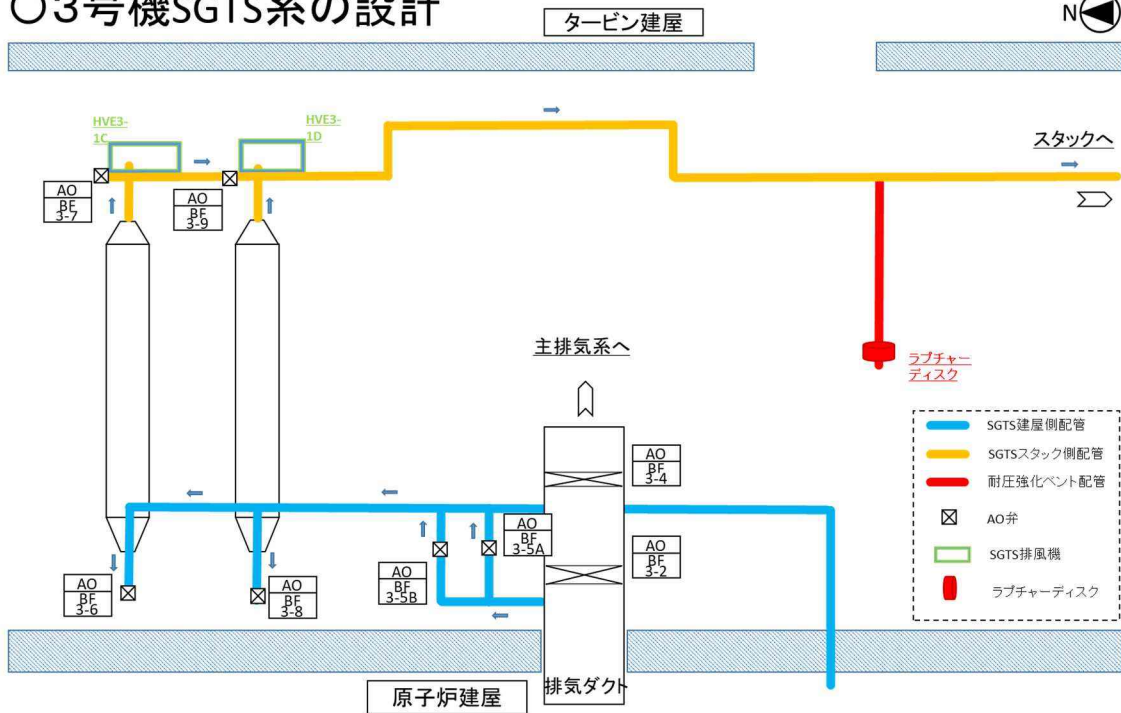 ○3号機SGTS系の設計
タービン建屋
N
HVE3-
1C
HVE3-
1D
スタックへ
AO
BF
3-7
AO
BF
3-9
主排気系へ
ラプチャー
ディスク
AO
BF
3-4
AO
BF
3-5A
AO
BF
3-2
AO
BF
3-5B
AO
BF
3-6
AO
BF
3-8
SGTS建屋側配管
SGTSスタック側配管
耐圧強化ベント配管
AO弁
SGTS排風機
ラプチャーディスク
原子炉建屋
排気ダクト